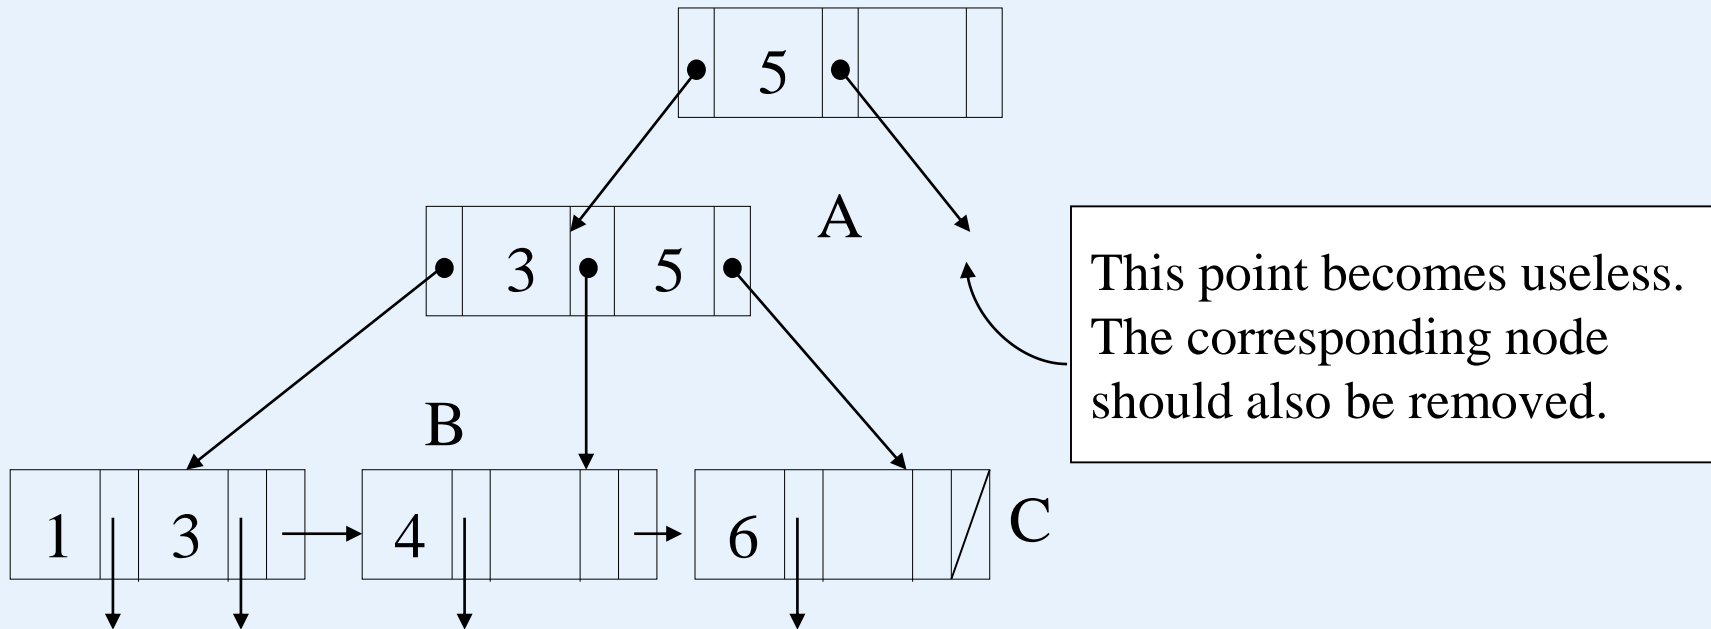 5
A
3 5
This point becomes useless.
The corresponding node
should also be removed.
B
1 3 4 6 C